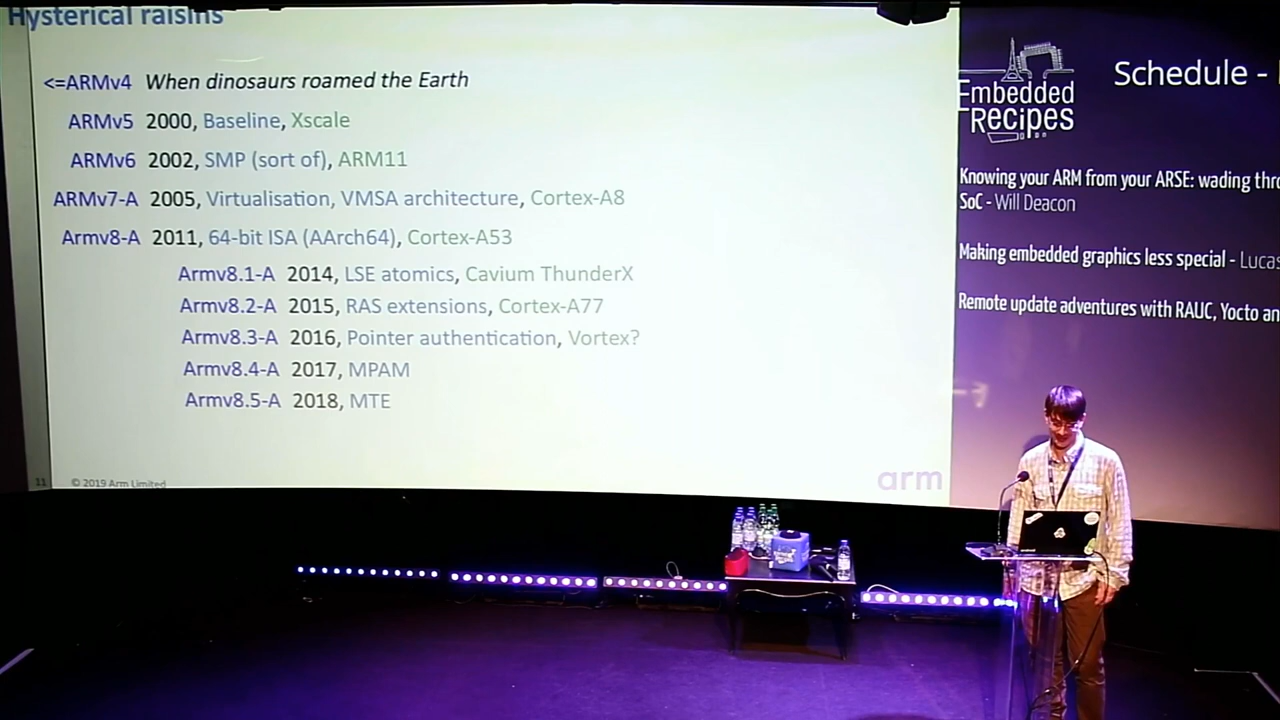 Hysterical raisins
<=ARMv4 When dinosaurs roamed the Earth
ARMv5 2000, Baseline, Xscale
ARMv6 2002, SMP (sort of), ARM11
ARMv7-A 2005, Virtualisation, VMSA architecture, Cortex-A8
Armv8-A 2011, 64-bit ISA (AArch64), Cortex-A53
Armv8.1-A 2014, LSE atomics, Cavium ThunderX
Armv8.2-A 2015, RAS extensions, Cortex-A77
Armv8.3-A 2016, Pointer authentication, Vortex?
Armv8.4-A 2017, MPAM
Armv8.5-A 2018, MTE
11 © 2019 Arm Limited
arm
Embedded
Recipes
Schedule -
Knowing your ARM from your ARSE: wading thr
SoC - Will Deacon
Making embedded graphics less special - Lucas
Remote update adventures with RAUC, Yocto an